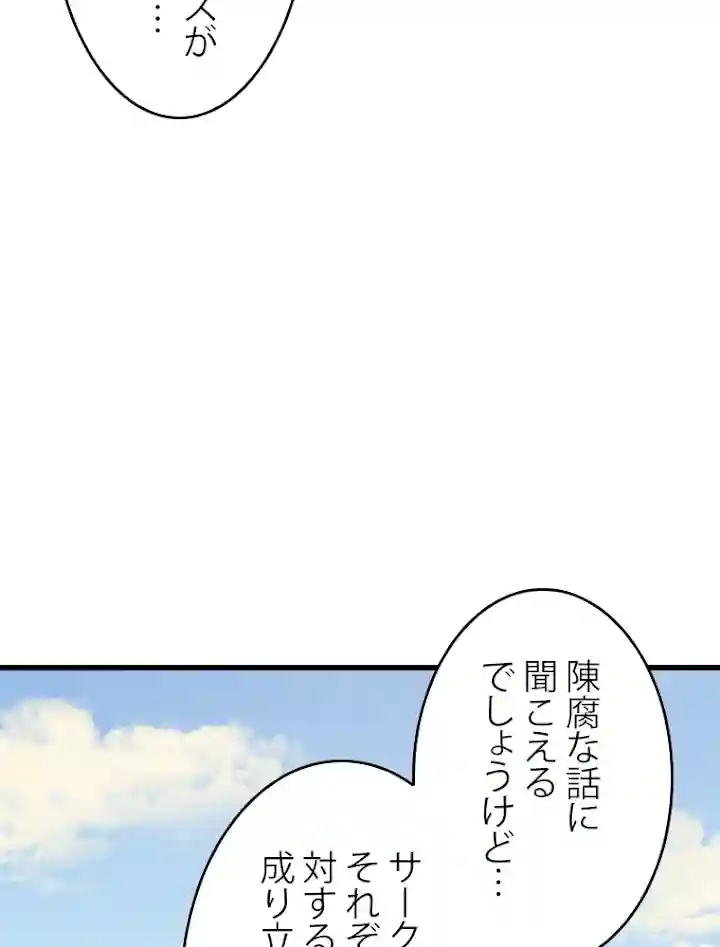 スが
…
陳腐な話に
聞こえる
でしょうけど…
サーク
それぞ
対する
成り立